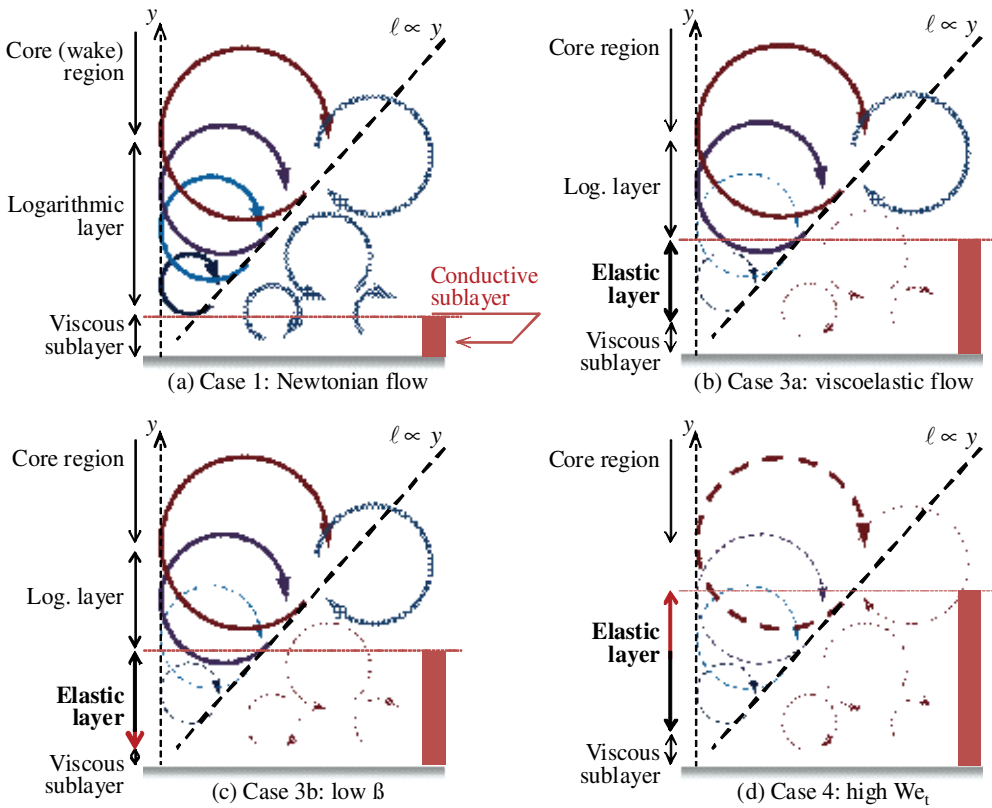 y
ℓ ∝ y
Core (wake)
region
Logarithmic
layer
Conductive
sublayer
Viscous
sublayer
(a) Case 1: Newtonian flow
y
ℓ ∝ y
Core region
Log. layer
Elastic
layer
Viscous
sublayer
(b) Case 3a: viscoelastic flow
y
ℓ ∝ y
Core region
Log. layer
Elastic
layer
Viscous
sublayer
(c) Case 3b: low ß
y
ℓ ∝ y
Core region
Elastic
layer
Viscous
sublayer
(d) Case 4: high Weₜ